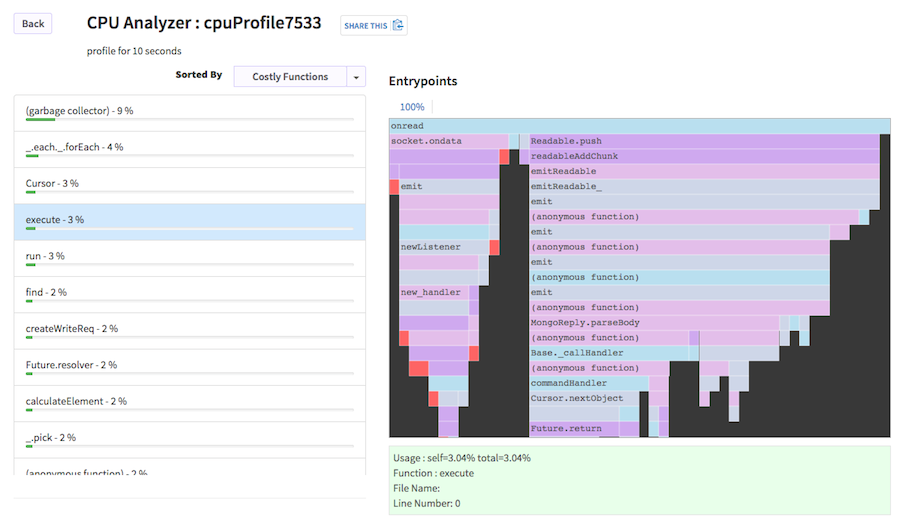 Back
CPU Analyzer : cpuProfile7533
SHARE THIS
profile for 10 seconds
Sorted By
Costly Functions
(garbage collector) - 9 %
_.each._.forEach - 4 %
Cursor - 3 %
execute - 3 %
run - 3 %
find - 2 %
createWriteReq - 2 %
Future.resolver - 2 %
calculateElement - 2 %
_.pick - 2 %
(anonymous function) - 2 %
Entrypoints
100%
onread
socket.ondata
Readable.push
readableAddChunk
emitReadable
emit
emitReadable_
emit
(anonymous function)
emit
newListener
(anonymous function)
emit
(anonymous function)
new_handler
emit
(anonymous function)
MongoReply.parseBody
(anonymous function)
Base._callHandler
(anonymous function)
commandHandler
Cursor.nextObject
Future.return
Usage : self=3.04% total=3.04%
Function : execute
File Name:
Line Number: 0